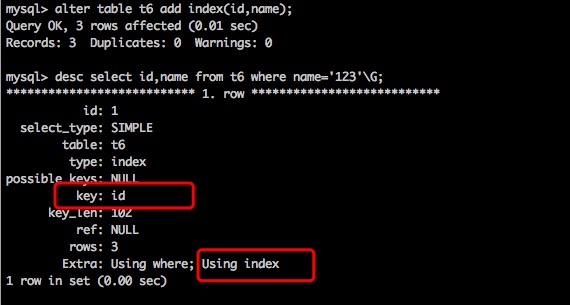 mysql> alter table t6 add index(id,name);
Query OK, 3 rows affected (0.01 sec)
Records: 3  Duplicates: 0  Warnings: 0

mysql> desc select id,name from t6 where name='123'\G;
*************************** 1. row ***************************
           id: 1
  select_type: SIMPLE
        table: t6
         type: index
possible_keys: NULL
          key: id
      key_len: 102
          ref: NULL
         rows: 3
        Extra: Using where; Using index
1 row in set (0.00 sec)